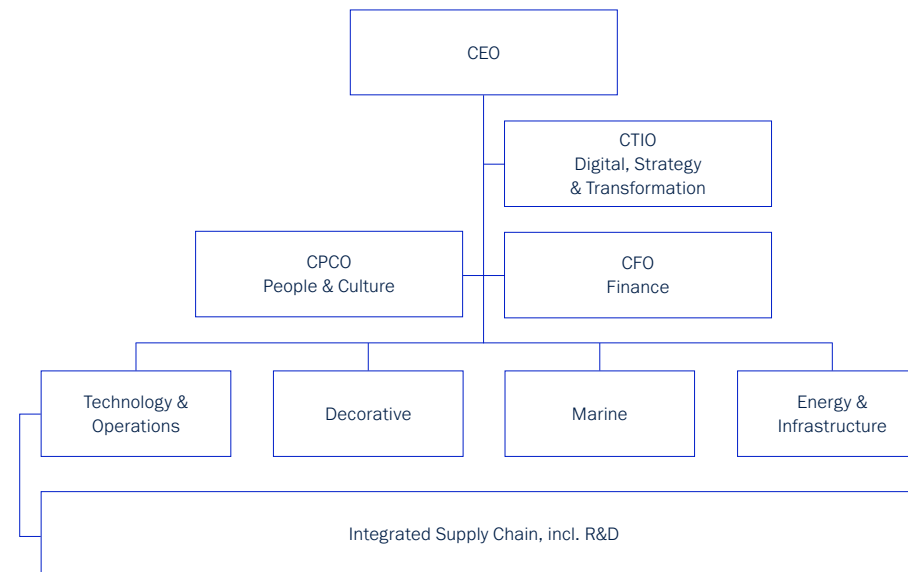 CEO
CTIO
Digital, Strategy
& Transformation
CPCO
People & Culture
CFO
Finance
Technology &
Operations
Decorative
Marine
Energy &
Infrastructure
Integrated Supply Chain, incl. R&D